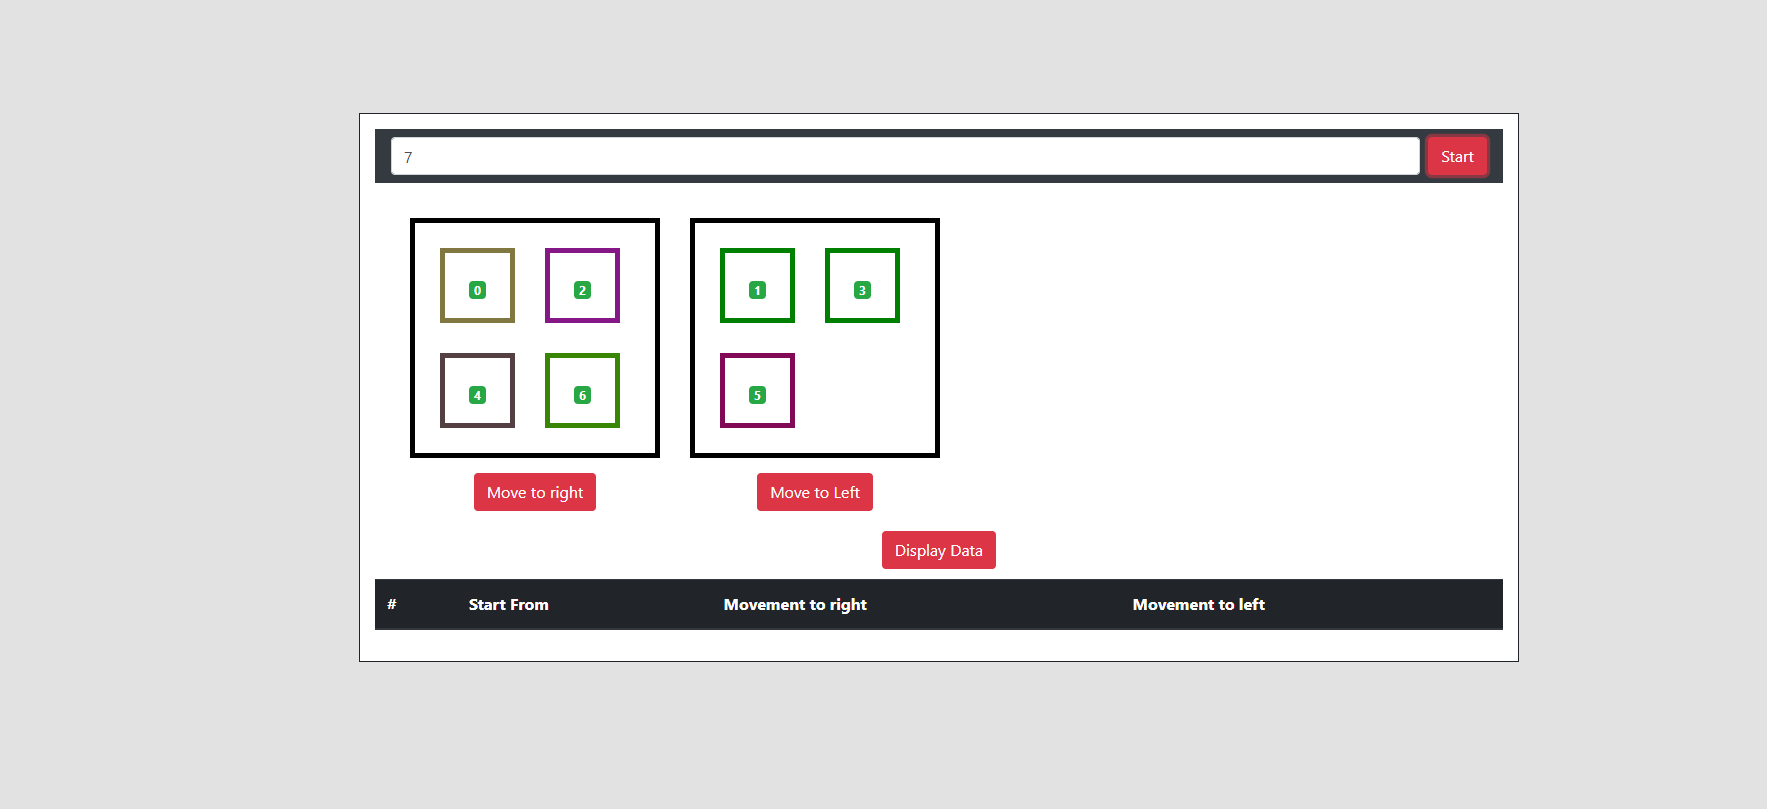 7 Start
0 2 1 3
4 6 5
Move to right Move to Left
Display Data
# Start From Movement to right Movement to left